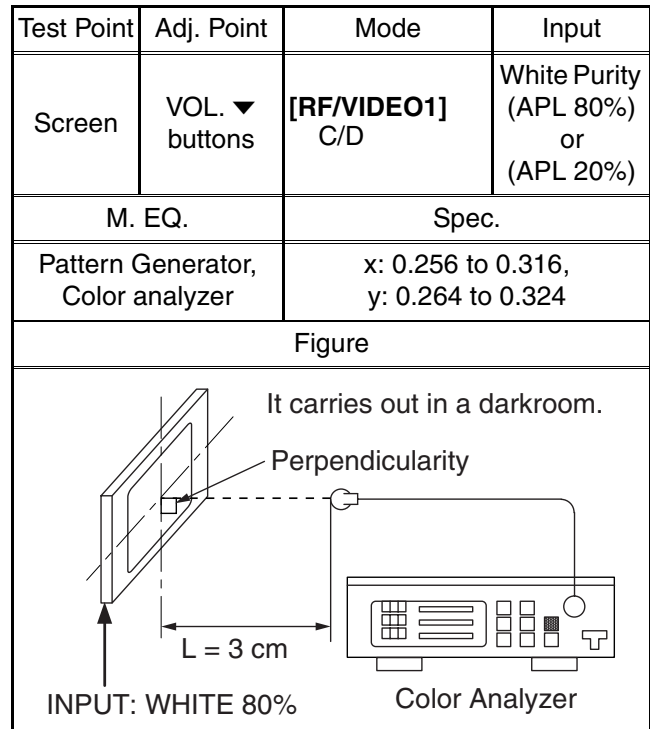 Test Point Adj. Point Mode Input
Screen
VOL. ▼
buttons
[RF/VIDEO1]
C/D
White Purity
(APL 80%)
or
(APL 20%)
M. EQ. Spec.
Pattern Generator,
Color analyzer
x: 0.256 to 0.316,
y: 0.264 to 0.324
Figure
It carries out in a darkroom.
Perpendicularity
L = 3 cm
INPUT: WHITE 80%
Color Analyzer